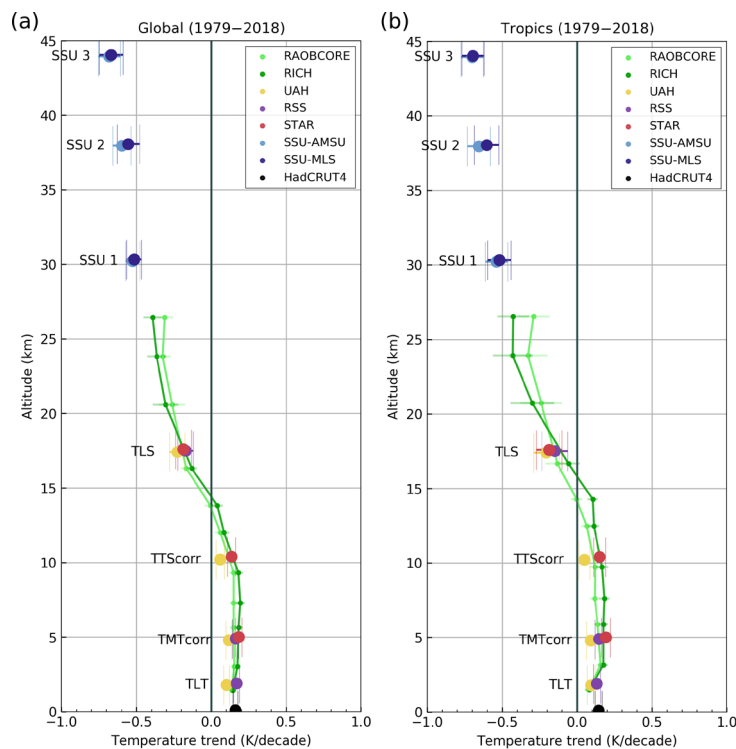 (a)
Global (1979−2018)
45
40
35
30
25
20
15
10
5
0
Altitude (km)
SSU 3
SSU 2
SSU 1
TLS
TTScorr
TMTcorr
TLT
RAOBCORE
RICH
UAH
RSS
STAR
SSU-AMSU
SSU-MLS
HadCRUT4
−1.0
−0.5
0.0
0.5
1.0
Temperature trend (K/decade)
(b)
Tropics (1979−2018)
45
40
35
30
25
20
15
10
5
0
Altitude (km)
SSU 3
SSU 2
SSU 1
TLS
TTScorr
TMTcorr
TLT
RAOBCORE
RICH
UAH
RSS
STAR
SSU-AMSU
SSU-MLS
HadCRUT4
−1.0
−0.5
0.0
0.5
1.0
Temperature trend (K/decade)